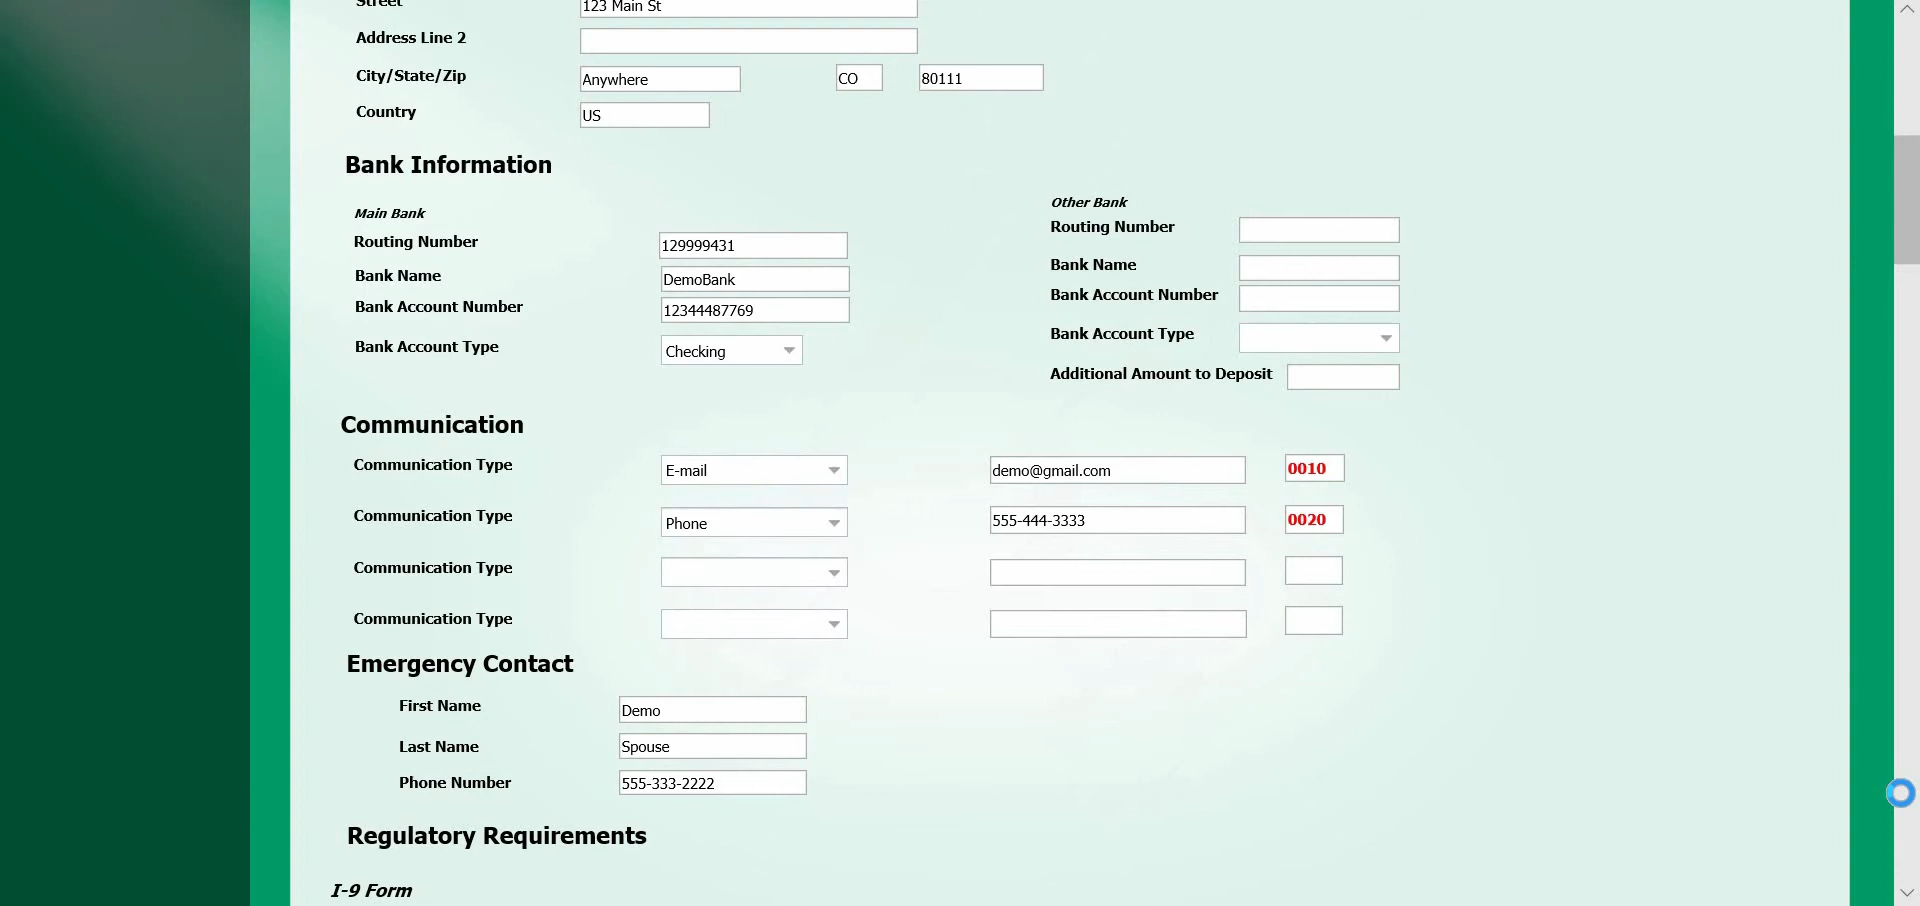 Street 123 Main St
Address Line 2
City/State/Zip Anywhere CO 80111
Country US
Bank Information
Main Bank
Routing Number 129999431
Bank Name DemoBank
Bank Account Number 12344487769
Bank Account Type Checking
Other Bank
Routing Number
Bank Name
Bank Account Number
Bank Account Type
Additional Amount to Deposit
Communication
Communication Type E-mail demo@gmail.com 0010
Communication Type Phone 555-444-3333 0020
Communication Type
Communication Type
Emergency Contact
First Name Demo
Last Name Spouse
Phone Number 555-333-2222
Regulatory Requirements
I-9 Form